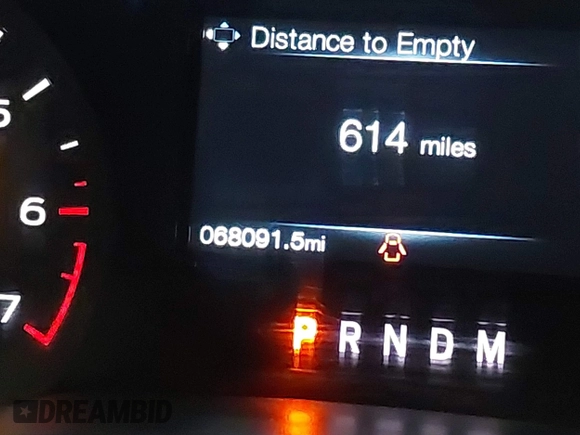 Distance to Empty
614 miles
5
6
7
068091.5mi
P R N D M
DREAMBID